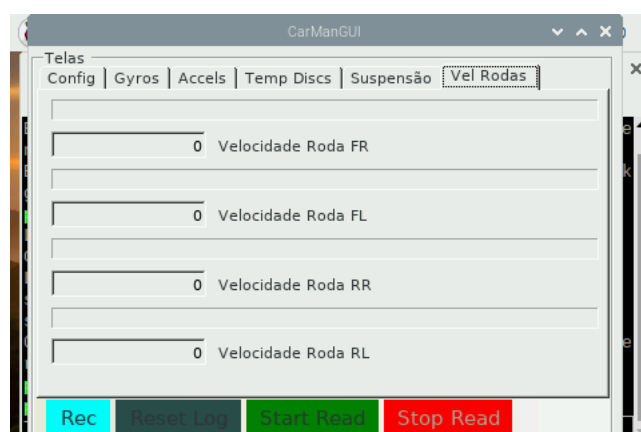 CarManGUI
Telas
Config Gyros Accels Temp Discs Suspensão Vel Rodas
0 Velocidade Roda FR
0 Velocidade Roda FL
0 Velocidade Roda RR
0 Velocidade Roda RL
Rec Reset Log Start Read Stop Read